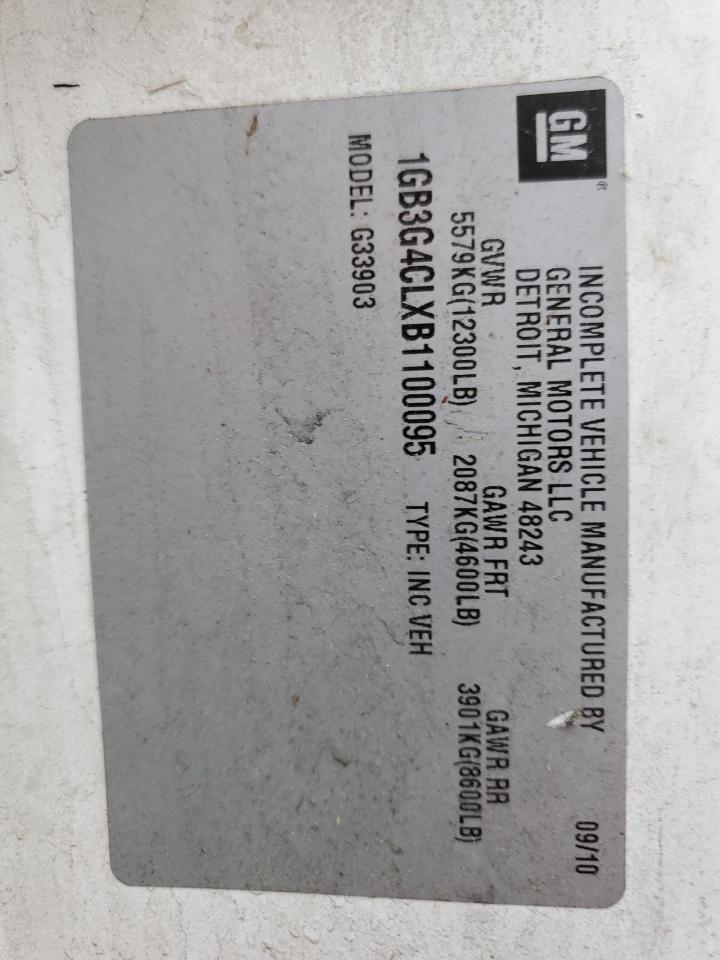 GM
INCOMPLETE VEHICLE MANUFACTURED BY 09/10
GENERAL MOTORS LLC
DETROIT, MICHIGAN 48243
GVWR GAWR FRT GAWR RR
5579KG(12300LB) 2087KG(4600LB) 3901KG(8600LB)
1GB3G4CLXB1100095 TYPE: INC VEH
MODEL: G33903